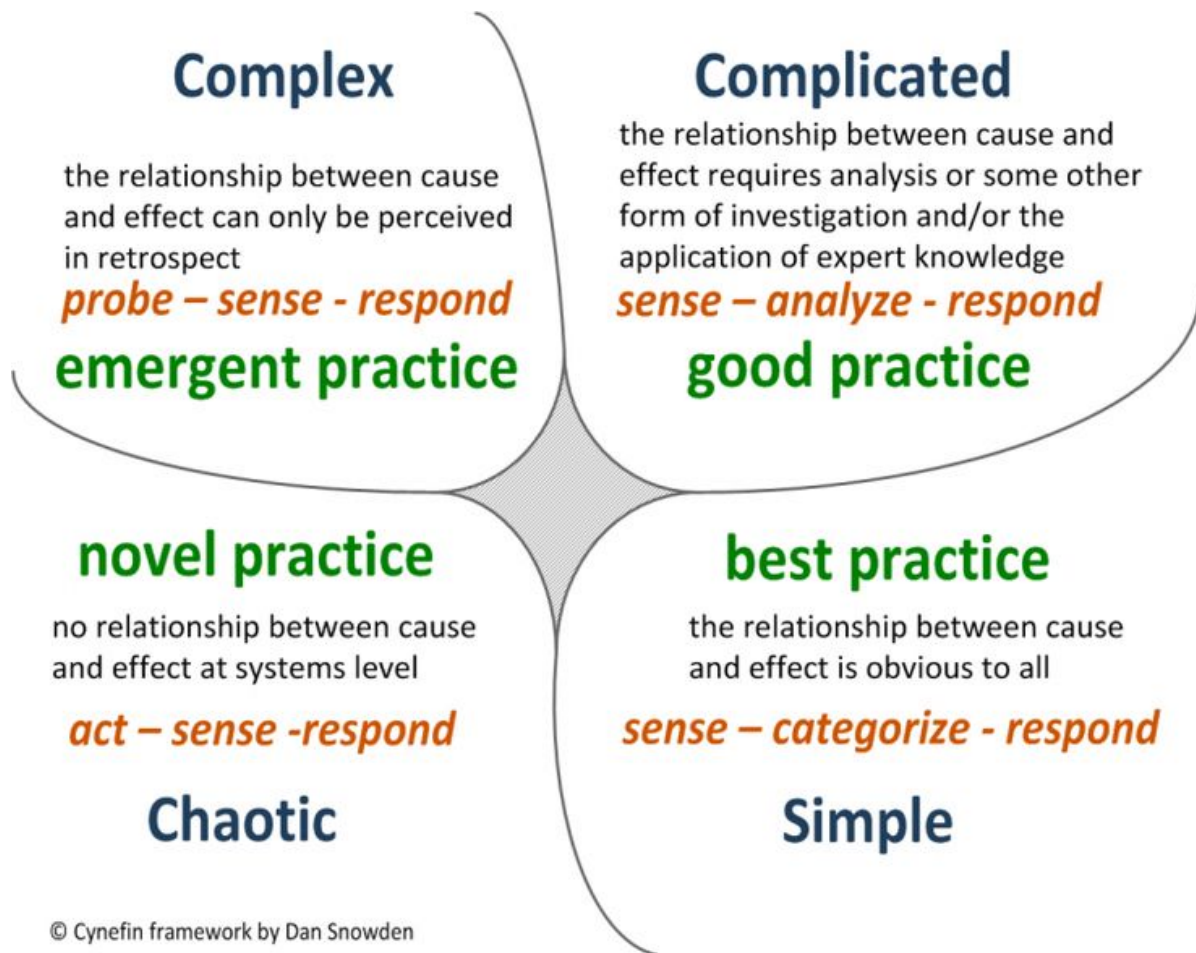 Complex
the relationship between cause
and effect can only be perceived
in retrospect
probe – sense - respond
emergent practice
Complicated
the relationship between cause and
effect requires analysis or some other
form of investigation and/or the
application of expert knowledge
sense – analyze - respond
good practice
novel practice
no relationship between cause
and effect at systems level
act – sense -respond
Chaotic
best practice
the relationship between cause
and effect is obvious to all
sense – categorize - respond
Simple
© Cynefin framework by Dan Snowden